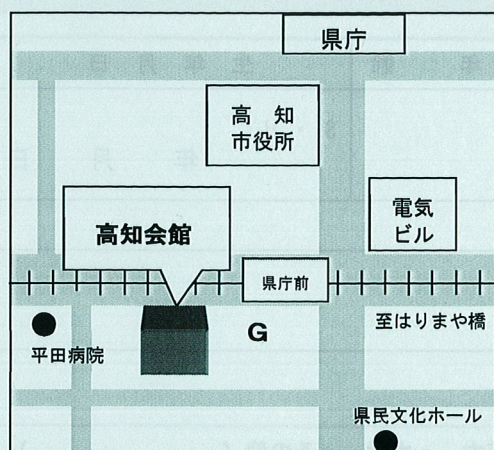 県庁
高 知
市役所
電気
ビル
高知会館
県庁前
至はりまや橋
G
平田病院
県民文化ホール